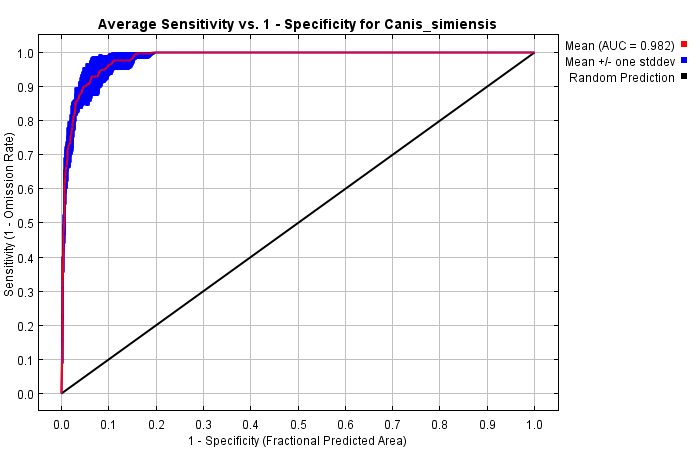 Average Sensitivity vs. 1 - Specificity for Canis_simiensis
Mean (AUC = 0.982)
Mean +/- one stddev
Random Prediction
Sensitivity (1 - Omission Rate)
1.0
0.9
0.8
0.7
0.6
0.5
0.4
0.3
0.2
0.1
0.0
0.0 0.1 0.2 0.3 0.4 0.5 0.6 0.7 0.8 0.9 1.0
1 - Specificity (Fractional Predicted Area)